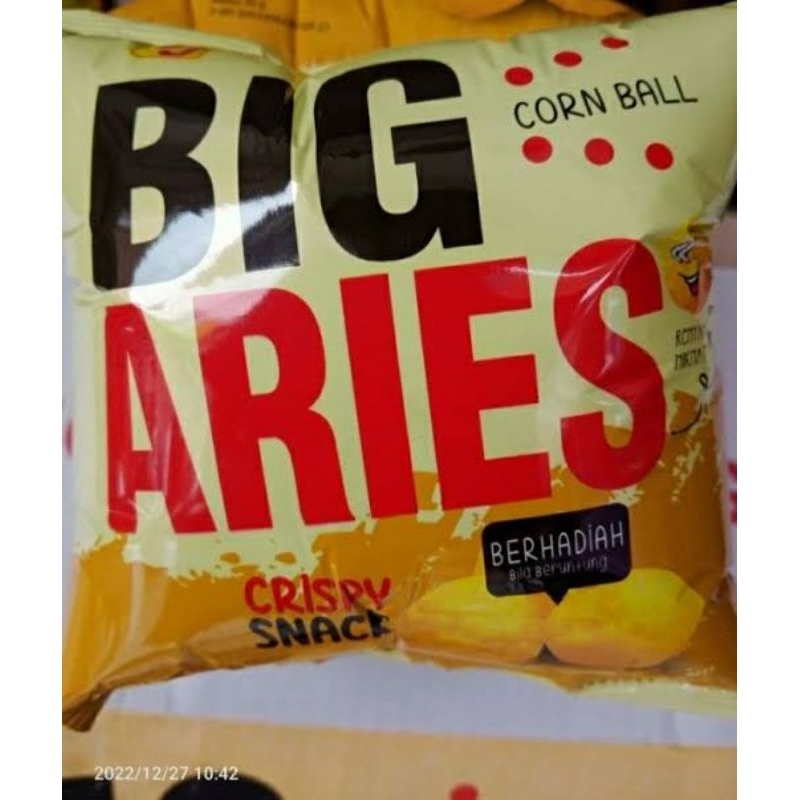 BIG
CORN BALL
ARIES
BERHADIAH
Bila Beruntung
CRISPY
SNACK
2022/12/27 10:42